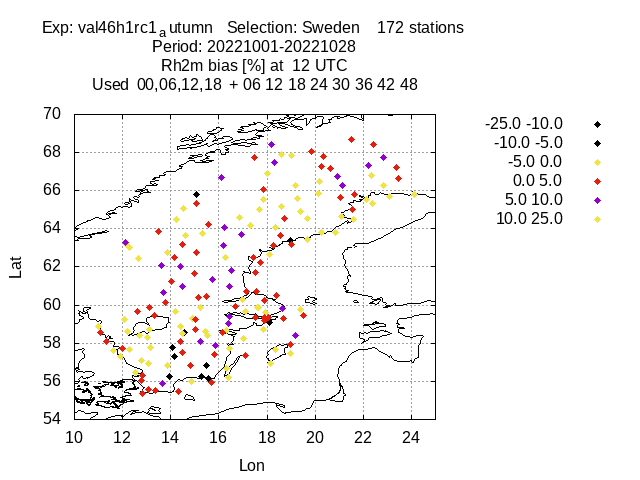 Exp: val46h1rc1autumn   Selection: Sweden    172 stations
Period: 20221001-20221028
Rh2m bias [%] at  12 UTC
Used  00,06,12,18  + 06 12 18 24 30 36 42 48
-25.0 -10.0
-10.0 -5.0
-5.0 0.0
0.0 5.0
5.0 10.0
10.0 25.0
Lat
70
68
66
64
62
60
58
56
54
10 12 14 16 18 20 22 24
Lon